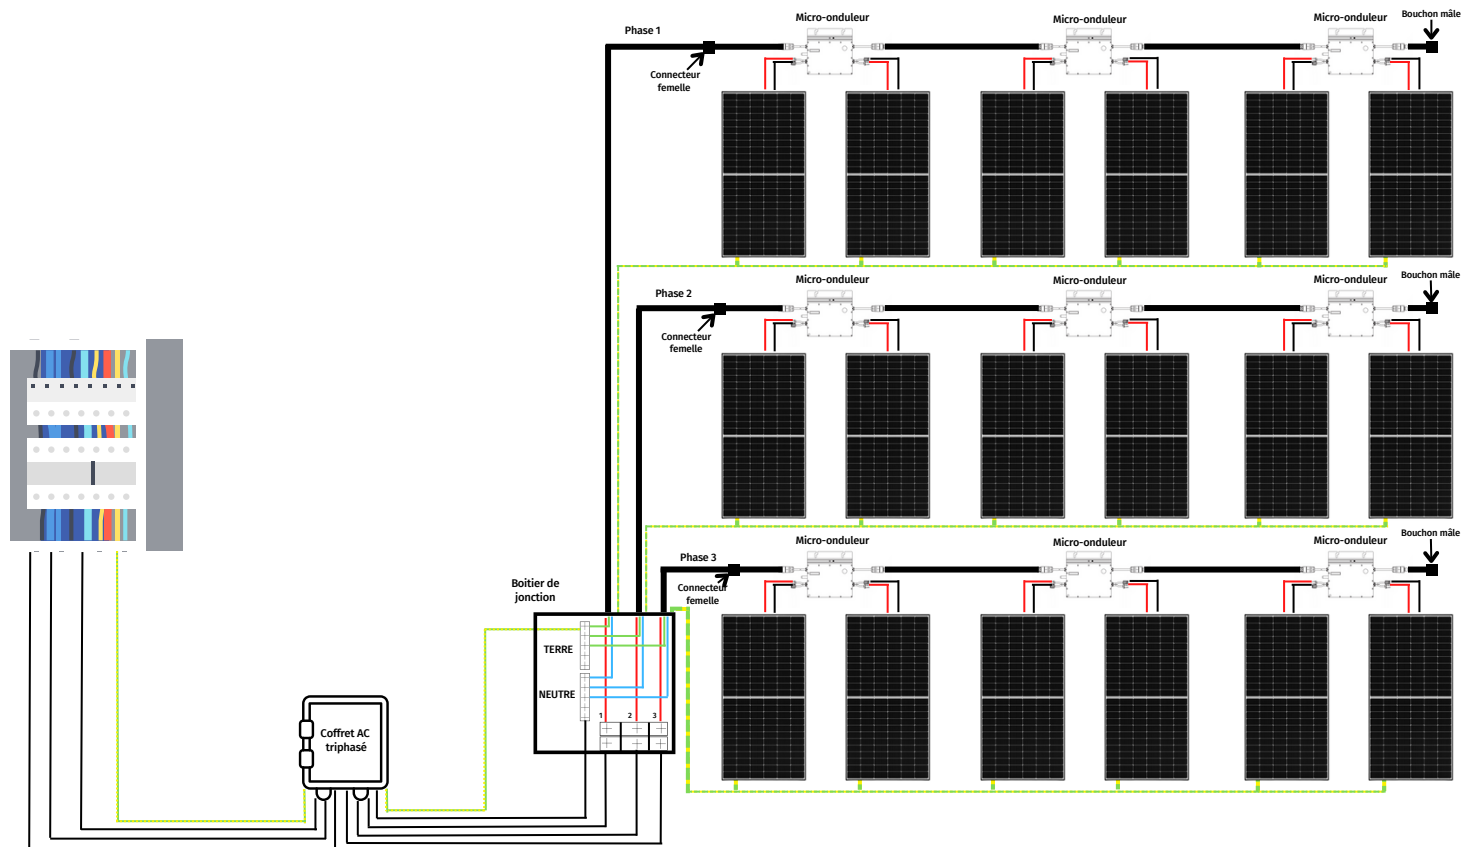 Micro-onduleur
Micro-onduleur
Micro-onduleur
Bouchon mâle
Phase 1
Connecteur
femelle
Micro-onduleur
Micro-onduleur
Micro-onduleur
Bouchon mâle
Phase 2
Connecteur
femelle
Micro-onduleur
Micro-onduleur
Micro-onduleur
Bouchon mâle
Phase 3
Connecteur
femelle
Boitier de
jonction
TERRE
NEUTRE
1 2 3
Coffret AC
triphasé